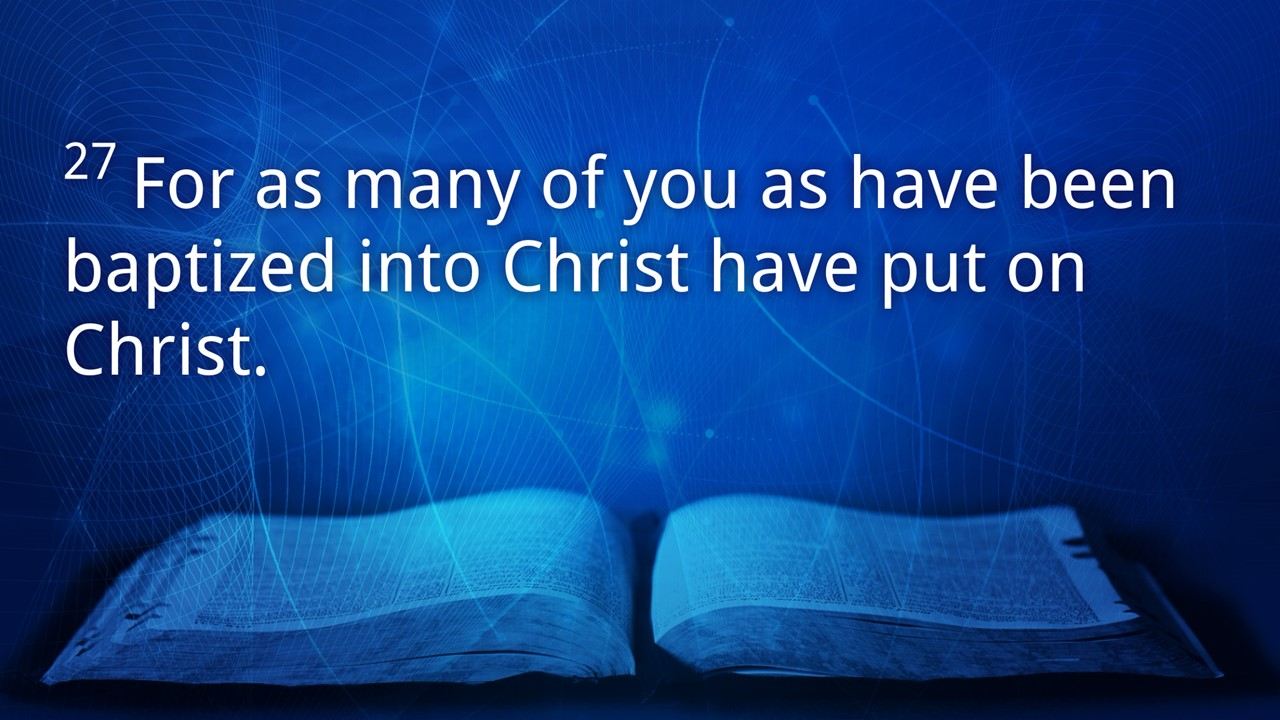 27 For as many of you as have been
baptized into Christ have put on
Christ.